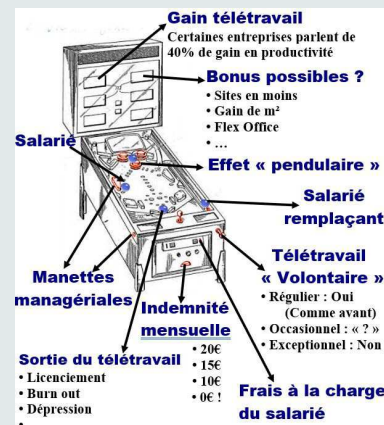 Gain télétravail
Certaines entreprises parlent de
40% de gain en productivité
Bonus possibles ?
• Sites en moins
• Gain de m²
• Flex Office
• ...
Salarié
Effet « pendulaire »
Salarié
remplaçant
Télétravail
« Volontaire »
• Régulier : Oui
(Comme avant)
• Occasionnel : « ? »
• Exceptionnel : Non
Manettes
managériales
Indemnité
mensuelle
• 20€
• 15€
• 10€
• 0€ !
Sortie du télétravail
• Licenciement
• Burn out
• Dépression
•
Frais à la charge
du salarié